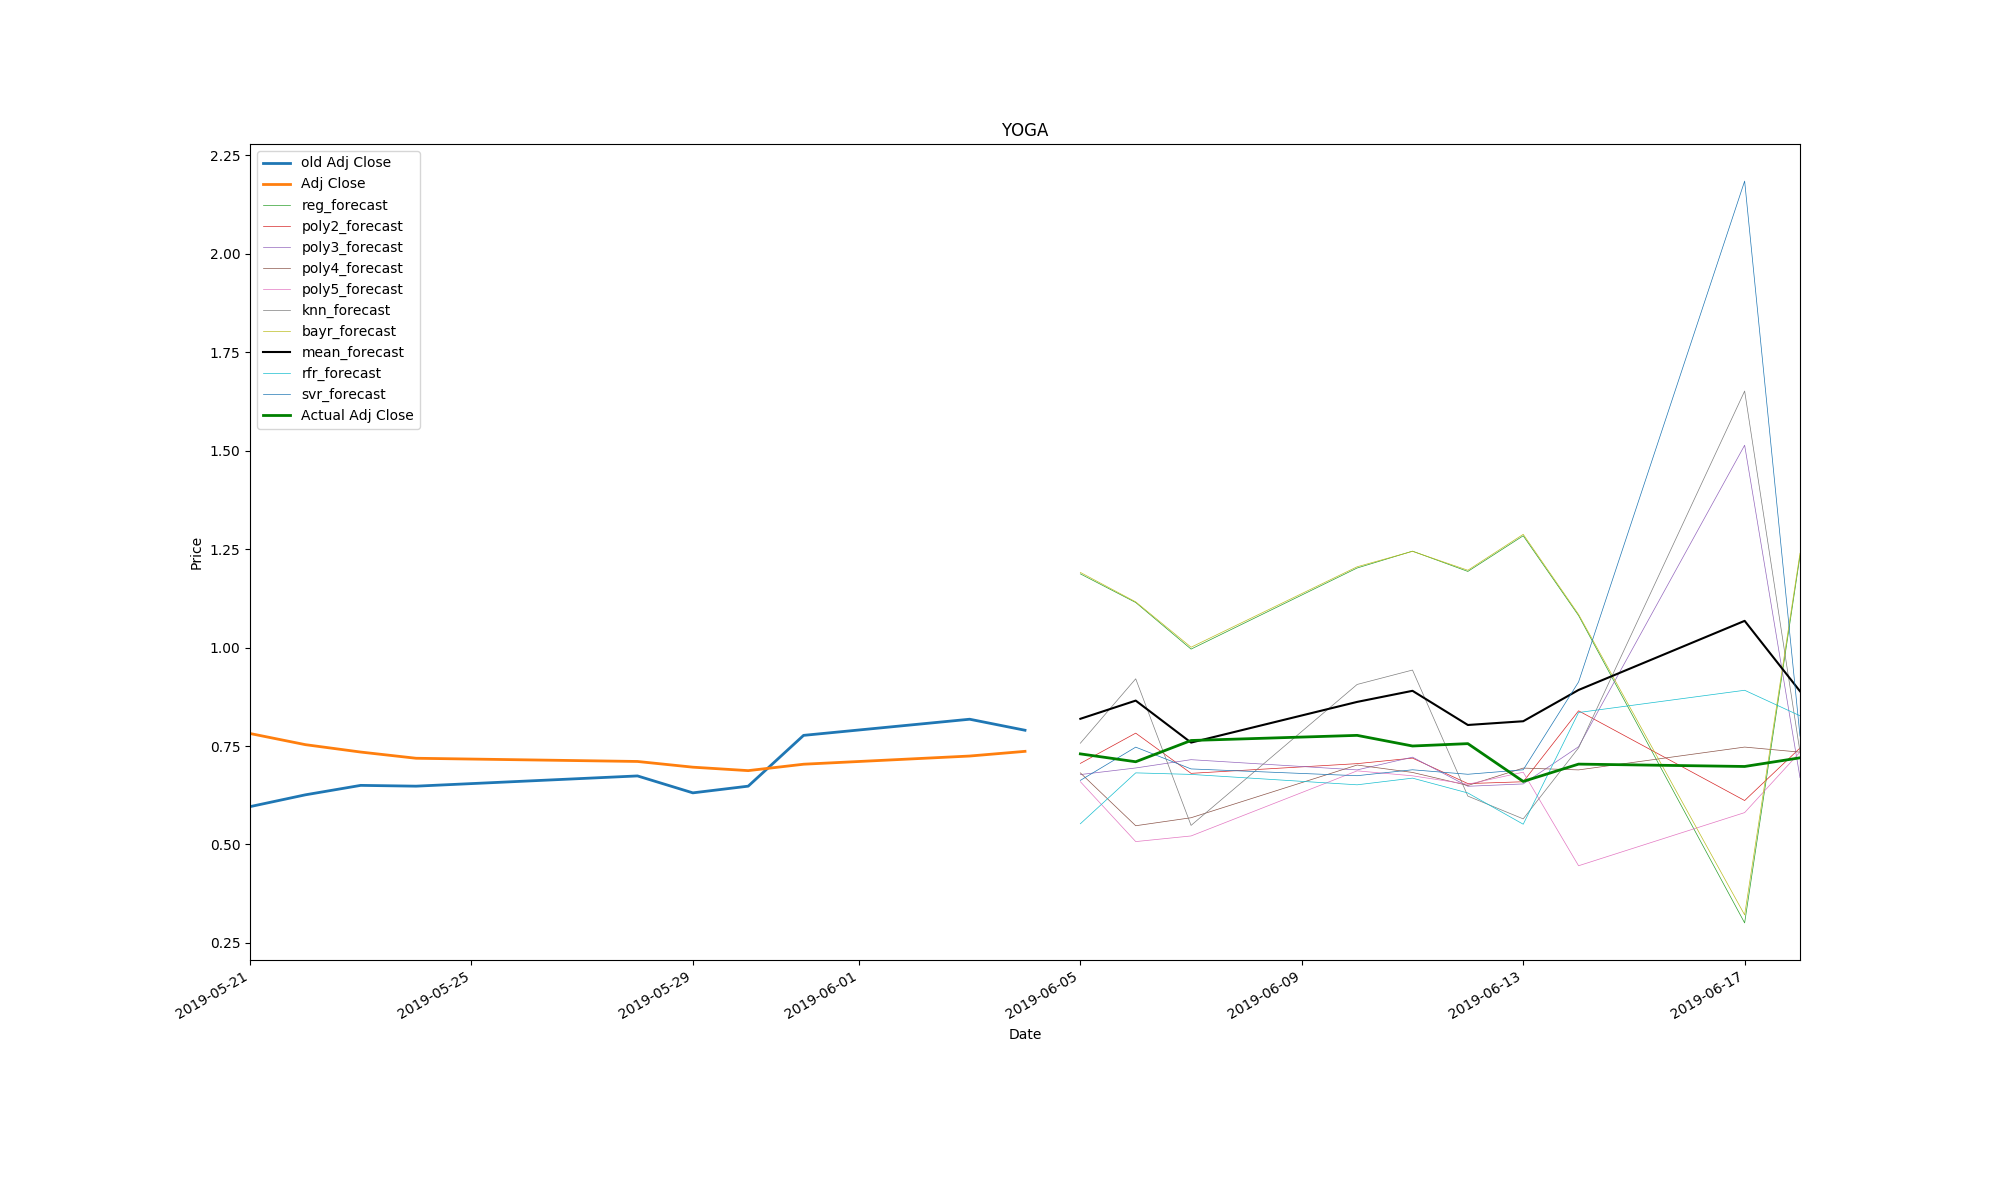 YOGA
2.25
2.00
1.75
1.50
1.25
1.00
0.75
0.50
0.25
Price
old Adj Close
Adj Close
reg_forecast
poly2_forecast
poly3_forecast
poly4_forecast
poly5_forecast
knn_forecast
bayr_forecast
mean_forecast
rfr_forecast
svr_forecast
Actual Adj Close
2019-05-21
2019-05-25
2019-05-29
2019-06-01
2019-06-05
2019-06-09
2019-06-13
2019-06-17
Date